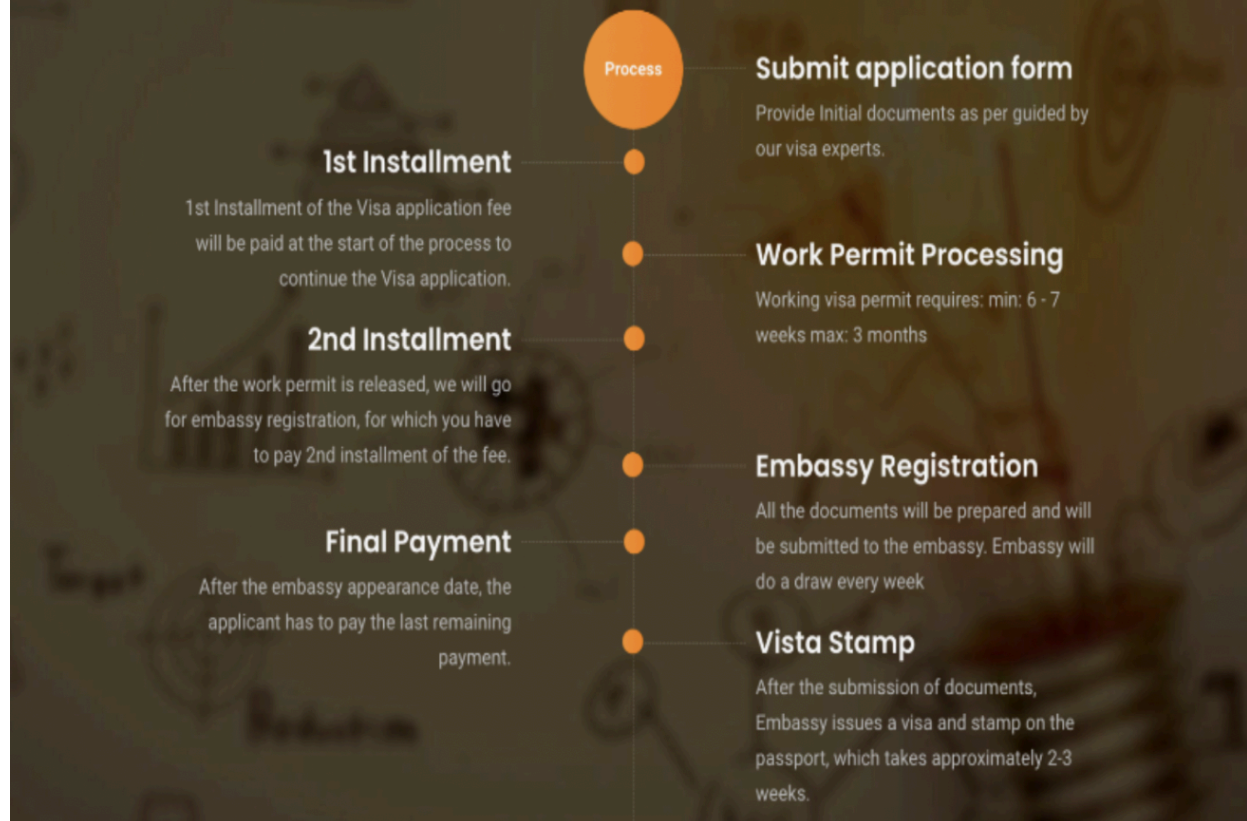 Process
Submit application form
Provide Initial documents as per guided by
our visa experts.
1st Installment
1st Installment of the Visa application fee
will be paid at the start of the process to
continue the Visa application.
Work Permit Processing
Working visa permit requires: min: 6 - 7
weeks max: 3 months
2nd Installment
After the work permit is released, we will go
for embassy registration, for which you have
to pay 2nd installment of the fee.
Embassy Registration
All the documents will be prepared and will
be submitted to the embassy. Embassy will
do a draw every week
Final Payment
After the embassy appearance date, the
applicant has to pay the last remaining
payment.
Vista Stamp
After the submission of documents,
Embassy issues a visa and stamp on the
passport, which takes approximately 2-3
weeks.
Target